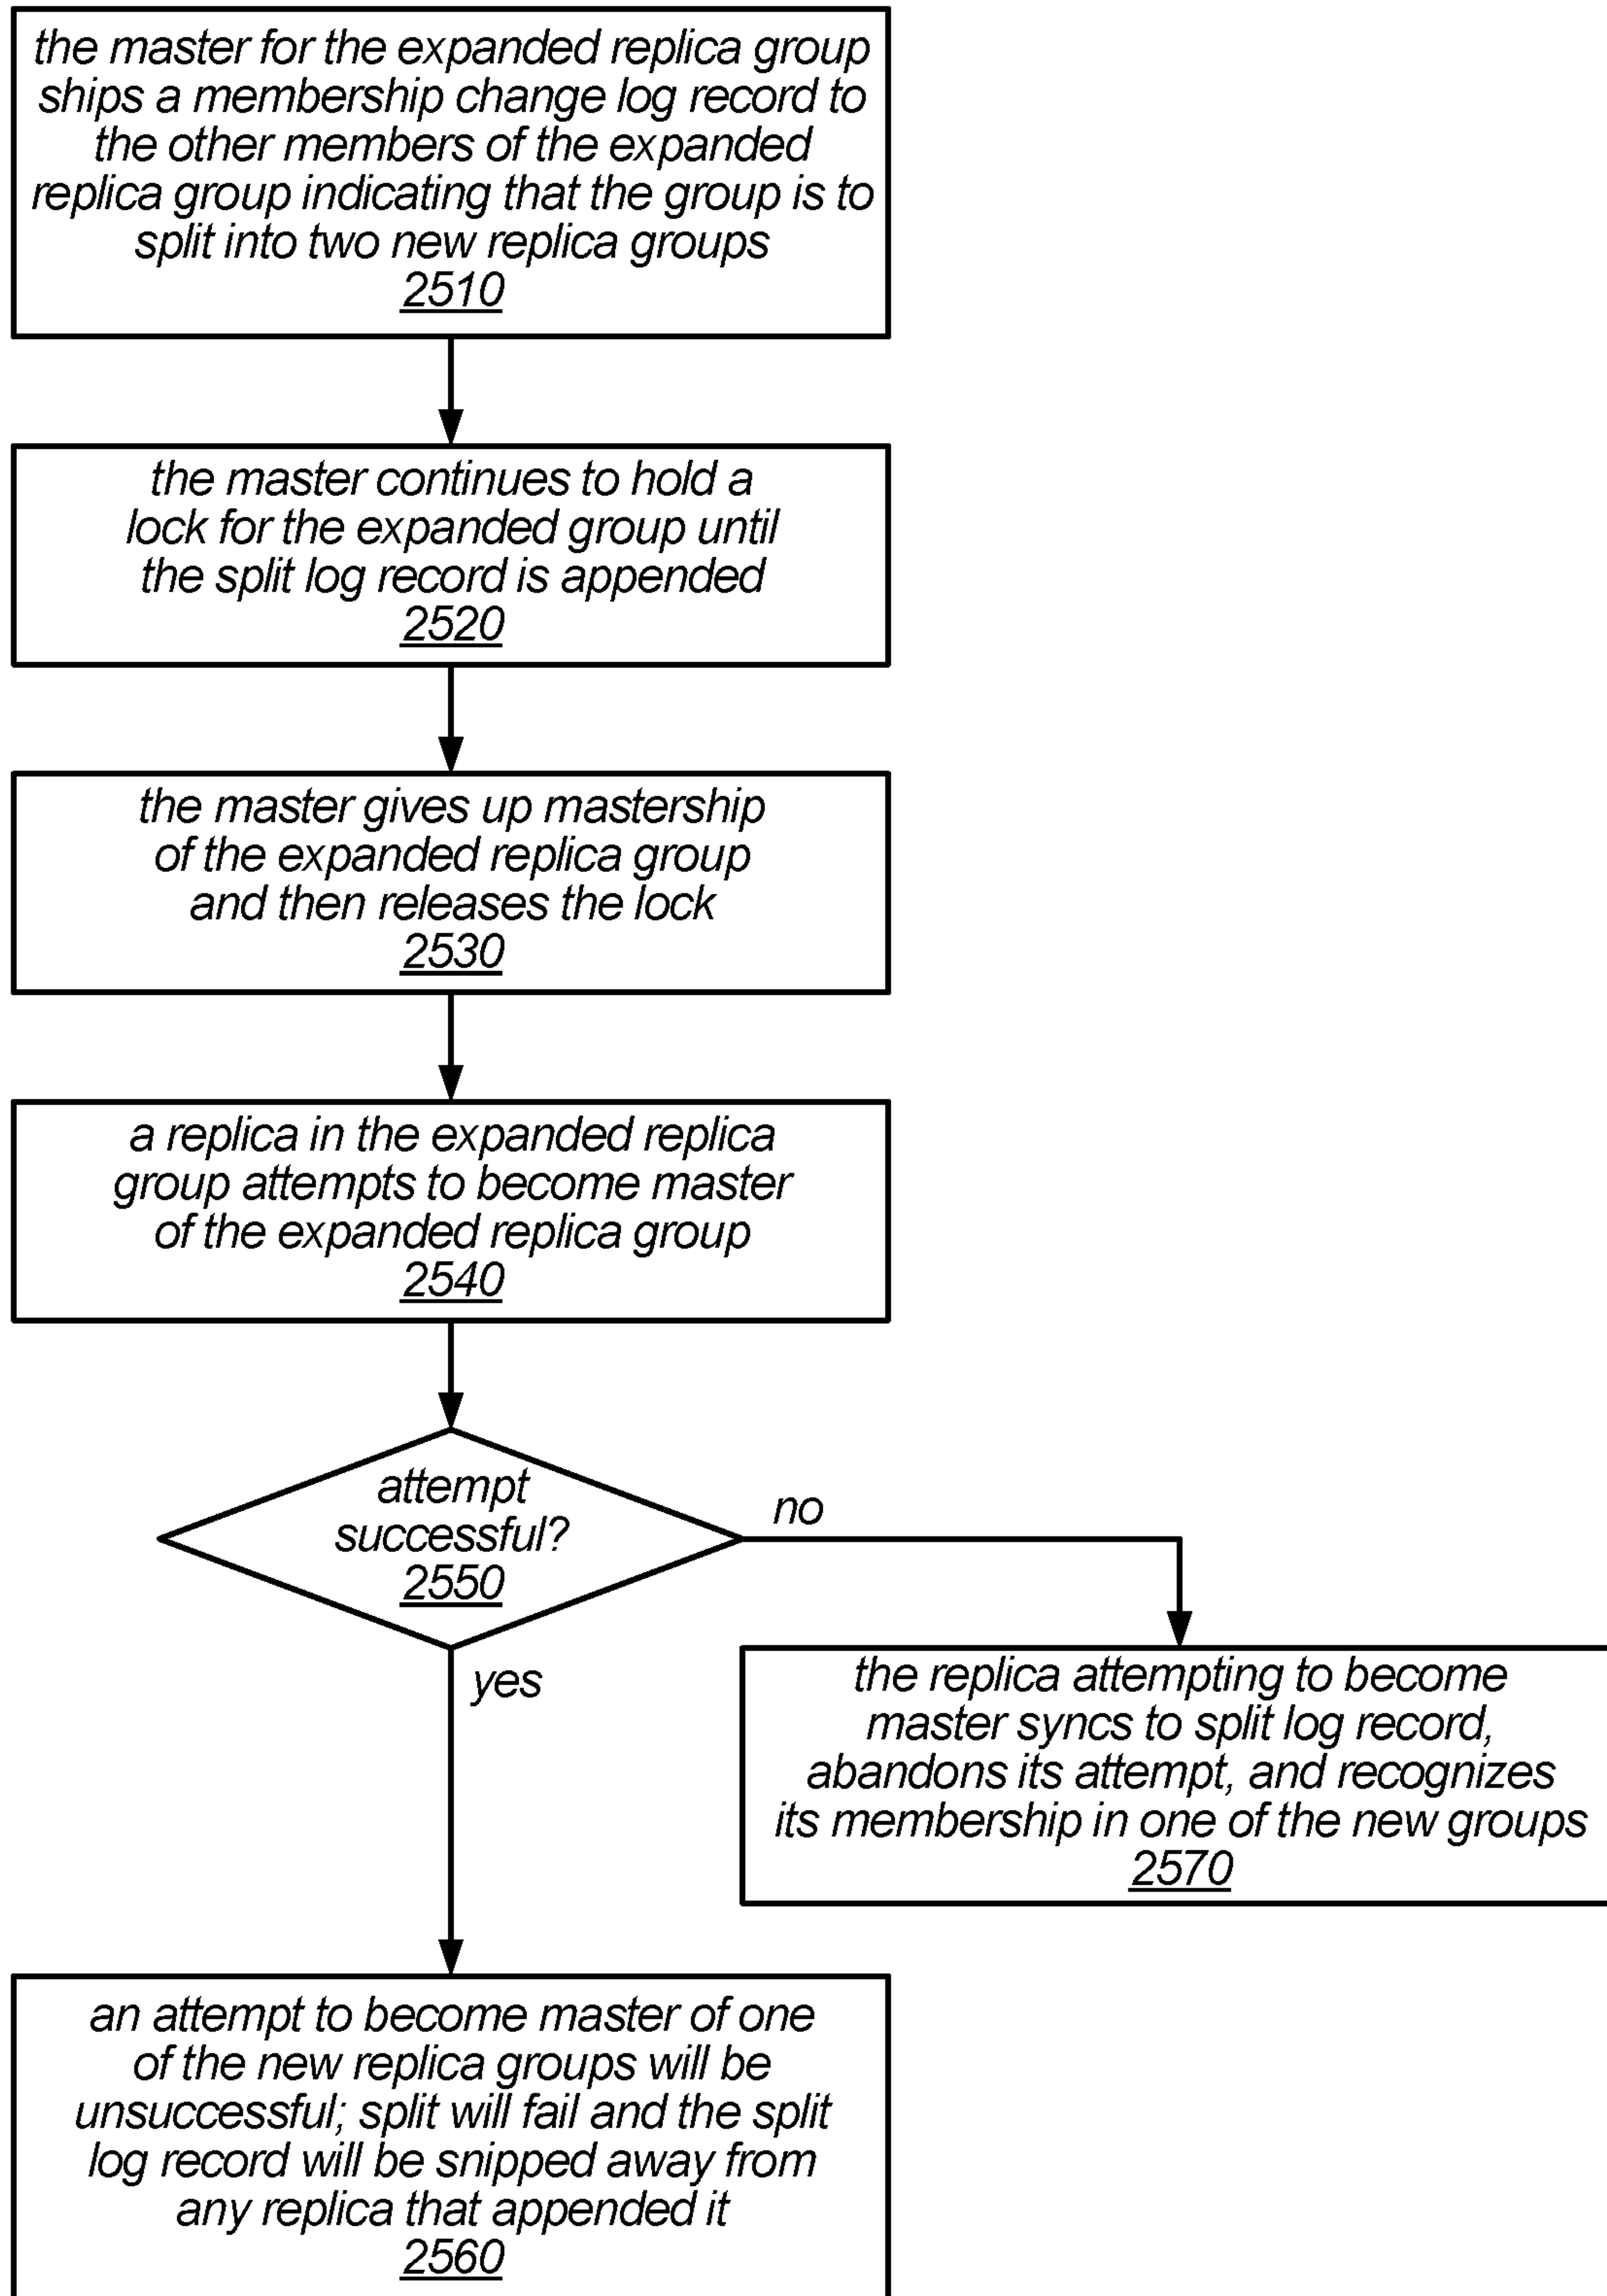 the master for the expanded replica group
ships a membership change log record to
the other members of the expanded
replica group indicating that the group is to
split into two new replica groups
2510
the master continues to hold a
lock for the expanded group until
the split log record is appended
2520
the master gives up mastership
of the expanded replica group
and then releases the lock
2530
a replica in the expanded replica
group attempts to become master
of the expanded replica group
2540
attempt
successful?
2550
no
yes
the replica attempting to become
master syncs to split log record,
abandons its attempt, and recognizes
its membership in one of the new groups
2570
an attempt to become master of one
of the new replica groups will be
unsuccessful; split will fail and the split
log record will be snipped away from
any replica that appended it
2560